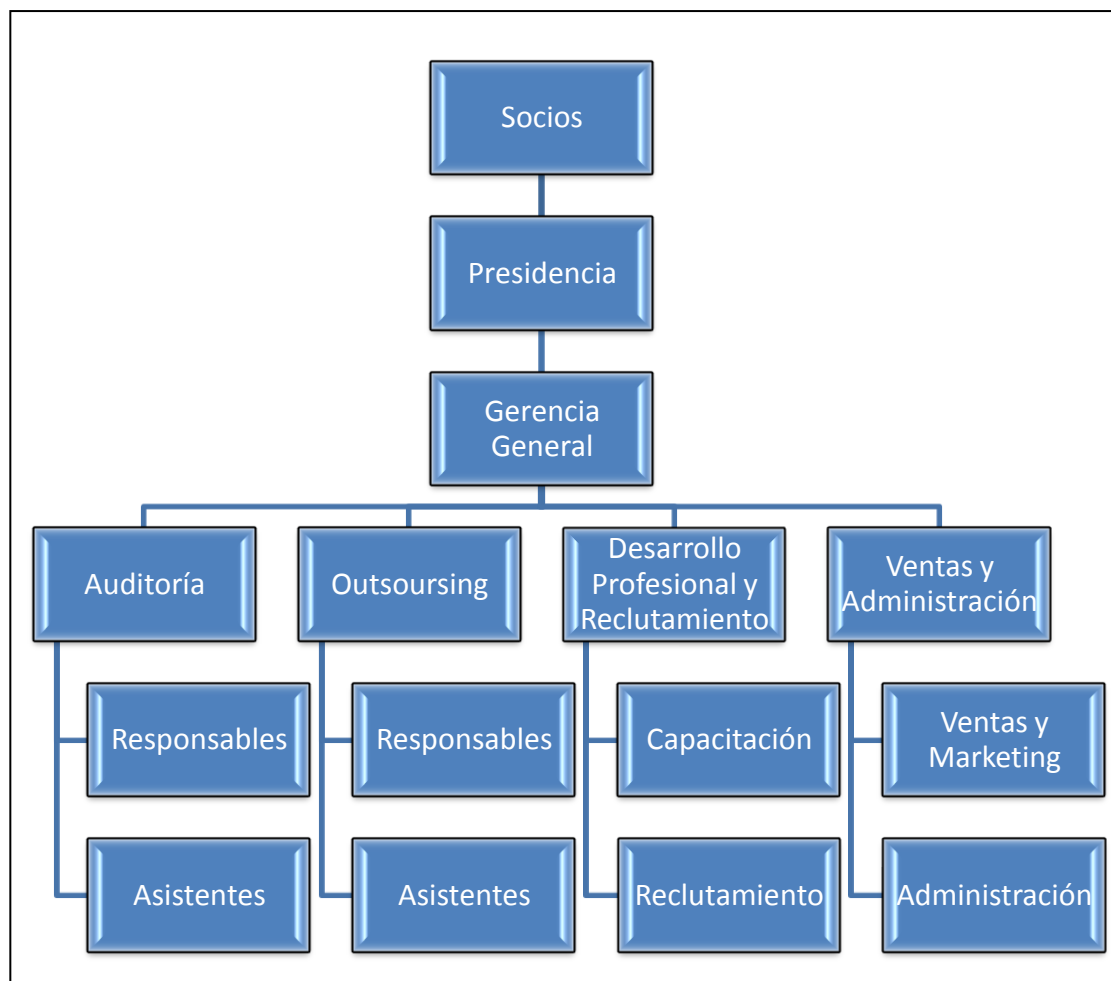 Socios
Presidencia
Gerencia
General
Auditoría
Outsoursing
Desarrollo
Profesional y
Reclutamiento
Ventas y
Administración
Responsables
Responsables
Capacitación
Ventas y
Marketing
Asistentes
Asistentes
Reclutamiento
Administración